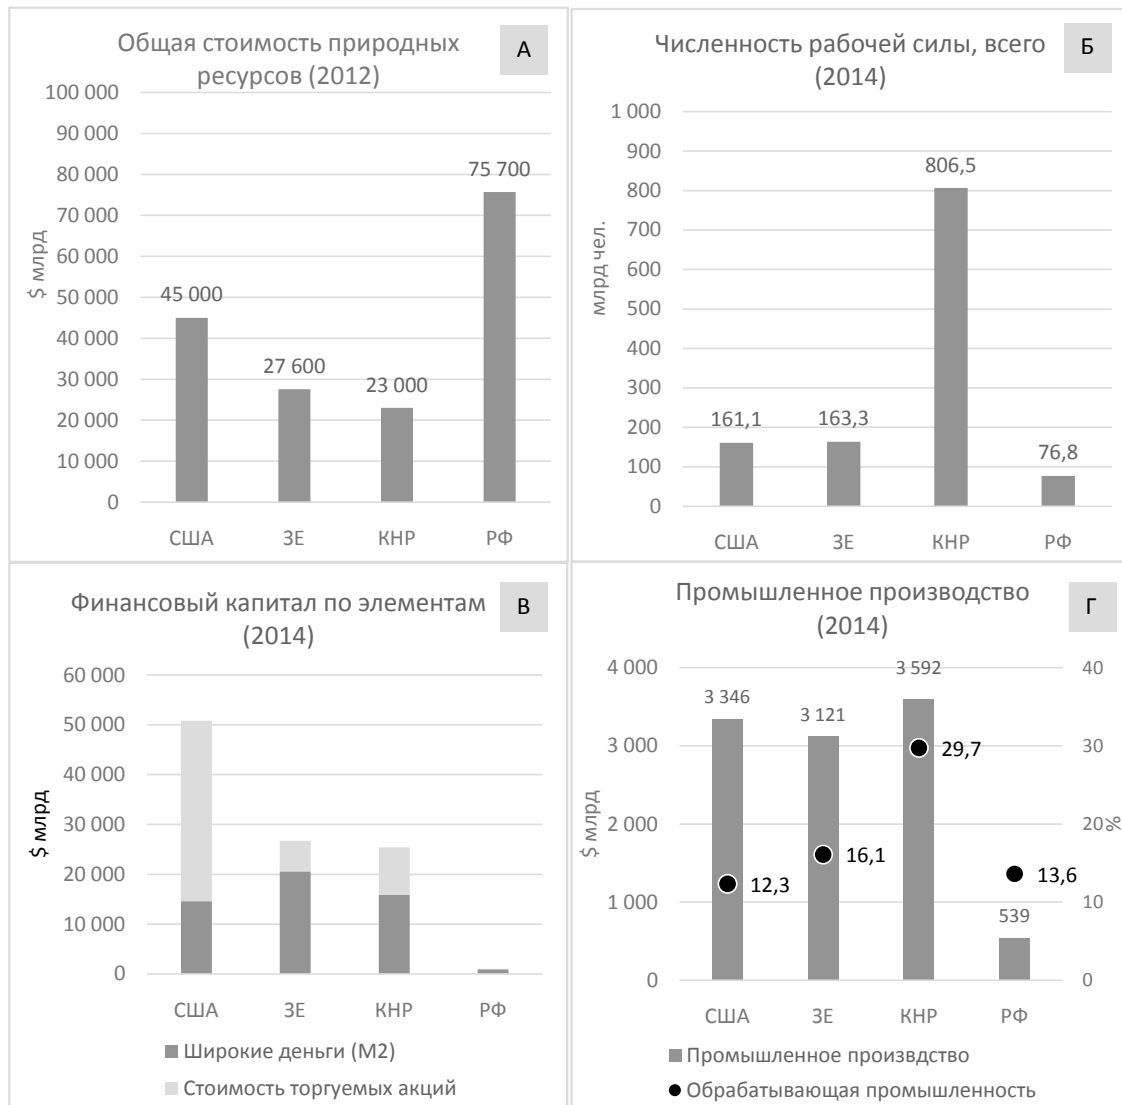 Общая стоимость природных
ресурсов (2012)
А
100 000
90 000
80 000
70 000
60 000
50 000
40 000
30 000
20 000
10 000
0
$ млрд
45 000
27 600
23 000
75 700
США
ЗЕ
КНР
РФ
Численность рабочей силы, всего
(2014)
Б
1 000
900
800
700
600
500
400
300
200
100
0
млрд чел.
161,1
163,3
806,5
76,8
США
ЗЕ
КНР
РФ
Финансовый капитал по элементам
(2014)
В
60 000
50 000
40 000
30 000
20 000
10 000
0
$ млрд
США
ЗЕ
КНР
РФ
Широкие деньги (М2)
Стоимость торгуемых акций
Промышленное производство
(2014)
Г
4 000
3 000
2 000
1 000
0
$ млрд
3 346
3 121
3 592
539
12,3
16,1
29,7
13,6
40
30
20
10
0
%
США
ЗЕ
КНР
РФ
Промышленное произвдство
Обрабатывающая промышленность